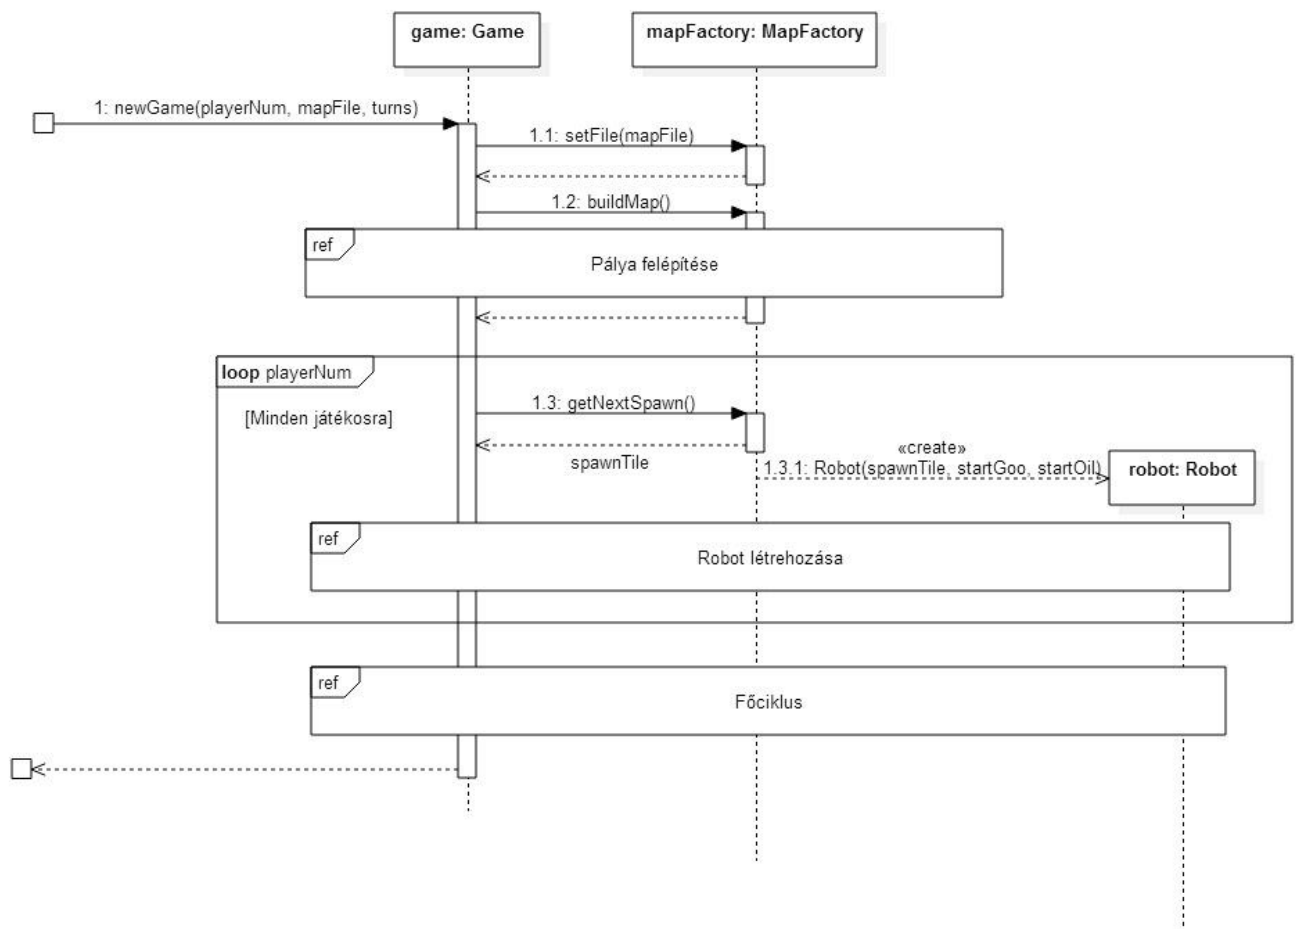 game: Game
mapFactory: MapFactory
1: newGame(playerNum, mapFile, turns)
1.1: setFile(mapFile)
1.2: buildMap()
ref
Pálya felépítése
loop playerNum
[Minden játékosra]
1.3: getNextSpawn()
spawnTile
«create»
1.3.1: Robot(spawnTile, startGoo, startOil)
robot: Robot
ref
Robot létrehozása
ref
Főciklus